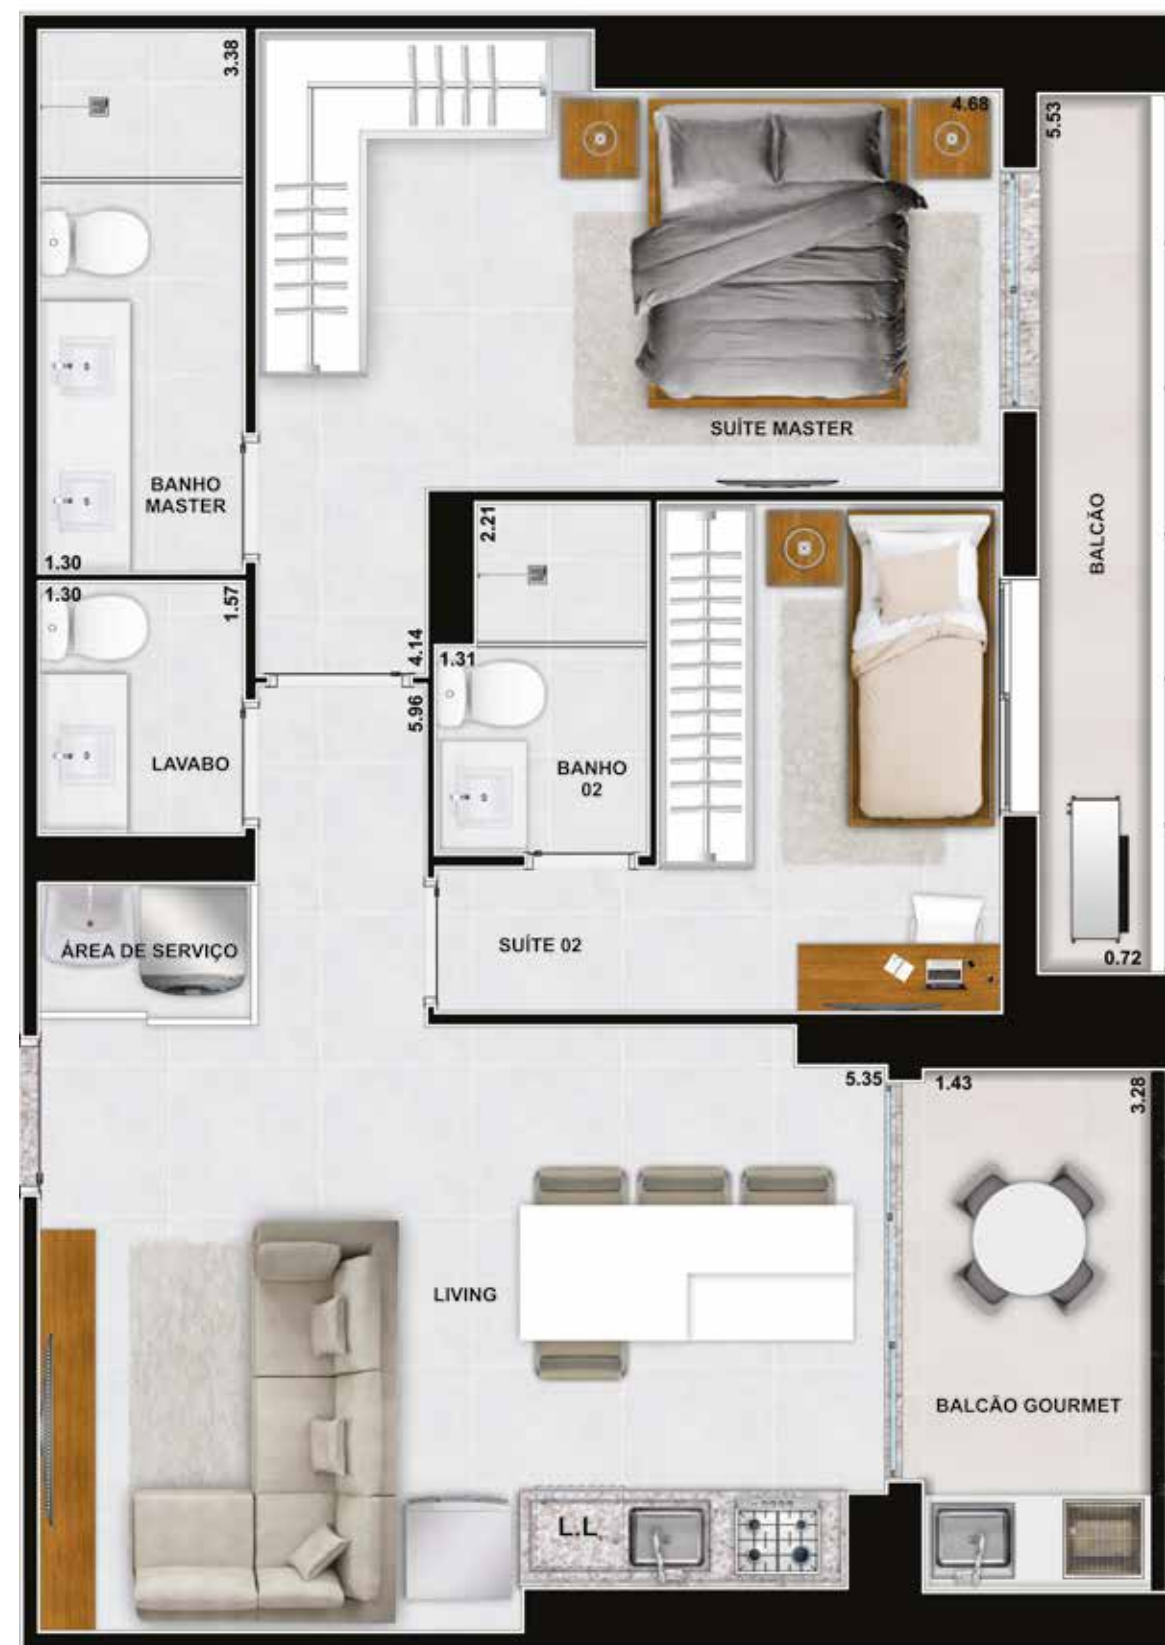 3.38
4.68
5.53
SUÍTE MASTER
BANHO
MASTER
1.30
2.21
BALCÃO
1.30
1.57
4.14
1.31
5.96
LAVABO
BANHO
02
ÁREA DE SERVIÇO
SUÍTE 02
0.72
5.35
1.43
3.28
LIVING
BALCÃO GOURMET
L.L